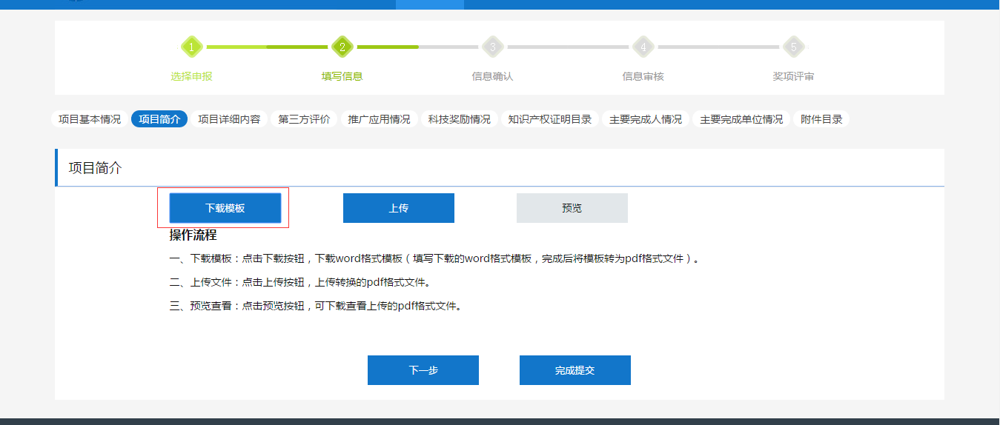 1 2 3 4 5
选择申报 填写信息 信息确认 信息审核 奖项评审
项目基本情况 项目简介 项目详细内容 第三方评价 推广应用情况 科技奖励情况 知识产权证明目录 主要完成人情况 主要完成单位情况 附件目录
项目简介
下载模板 上传 预览
操作流程
一、下载模板：点击下载按钮，下载word格式模板（填写下载的word格式模板，完成后将模板转为pdf格式文件）。
二、上传文件：点击上传按钮，上传转换的pdf格式文件。
三、预览查看：点击预览按钮，可下载查看上传的pdf格式文件。
下一步 完成提交